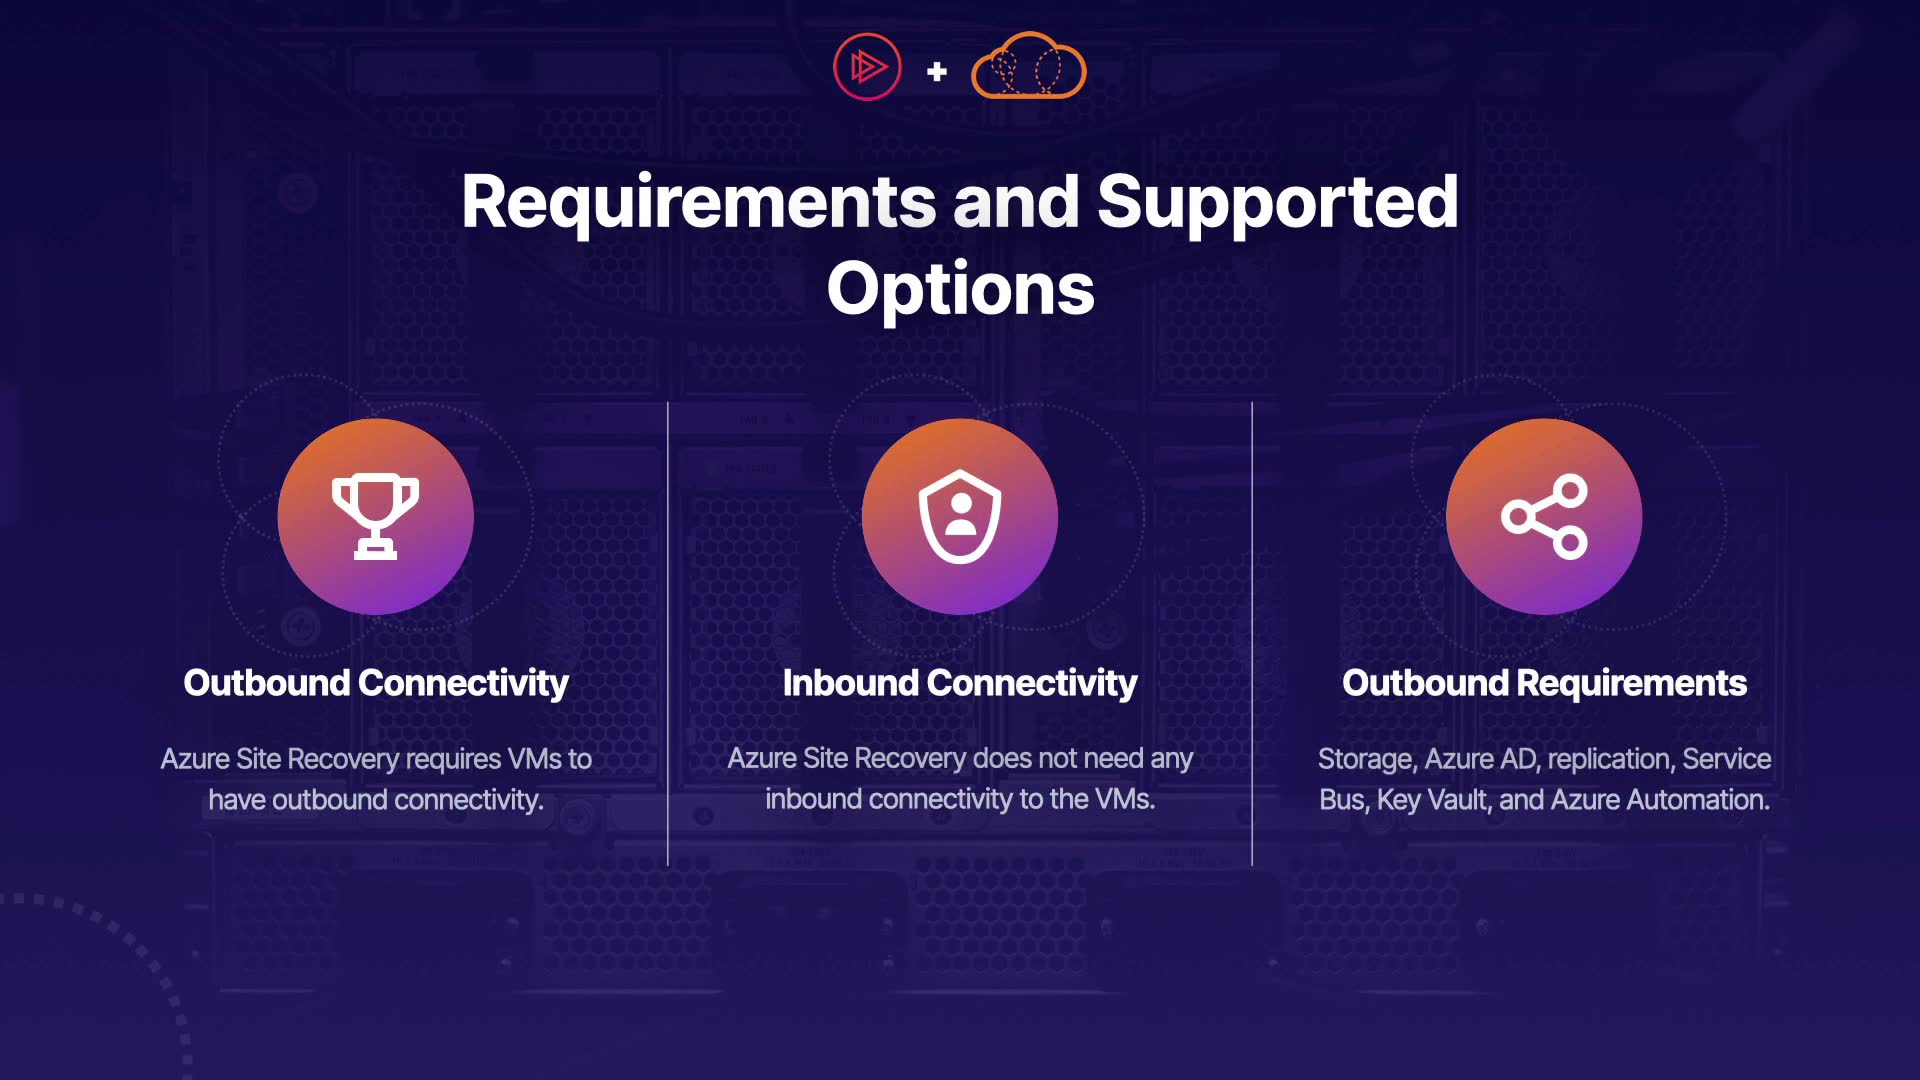 Requirements and Supported
Options
Outbound Connectivity
Azure Site Recovery requires VMs to
have outbound connectivity.
Inbound Connectivity
Azure Site Recovery does not need any
inbound connectivity to the VMs.
Outbound Requirements
Storage, Azure AD, replication, Service
Bus, Key Vault, and Azure Automation.